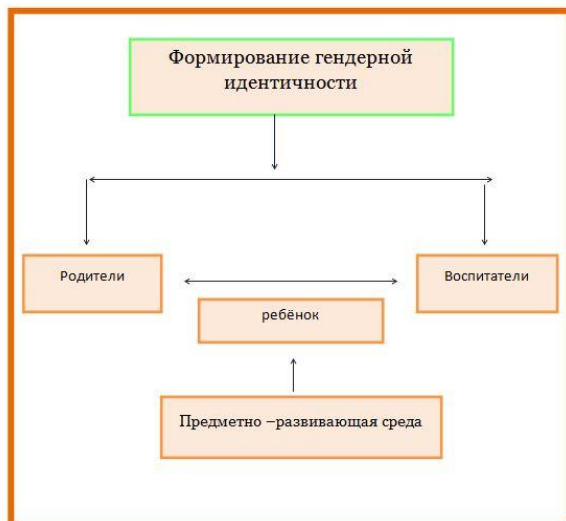 Формирование гендерной
идентичности
Родители
Воспитатели
ребёнок
Предметно –развивающая среда